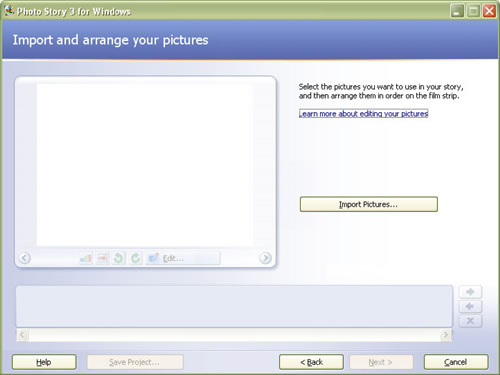 Photo Story 3 for Windows
Import and arrange your pictures
Select the pictures you want to use in your story,
and then arrange them in order on the film strip.
Learn more about editing your pictures
Import Pictures...
Edit...
Help
Save Project...
< Back
Next >
Cancel